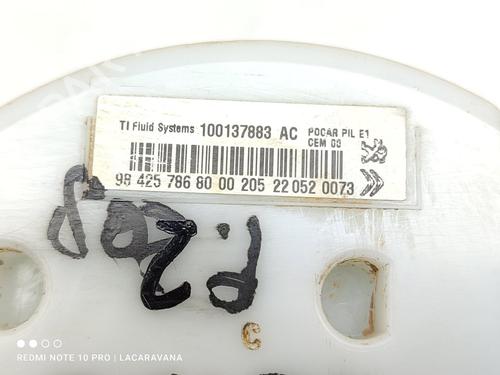 TI Fluid Systems 100137883 AC POCAR PIL E1
CEM 03
98 425 786 80 00 205 22 052 0073
P.208
C
REDMI NOTE 10 PRO | LACARAVANA